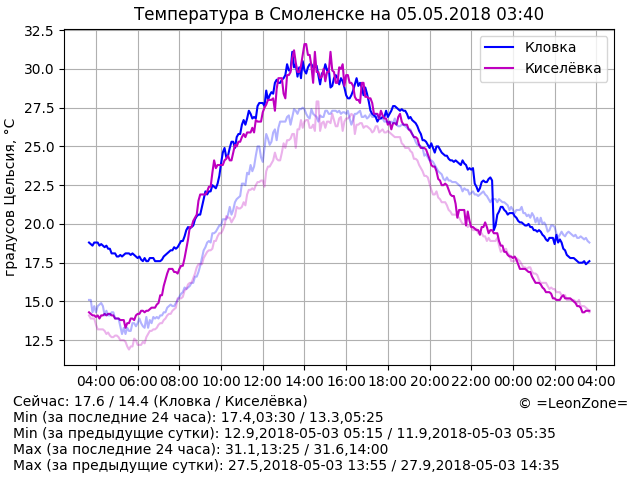 Температура в Смоленске на 05.05.2018 03:40
градусов Цельсия, °C
32.5
30.0
27.5
25.0
22.5
20.0
17.5
15.0
12.5
Кловка
Киселёвка
04:00 06:00 08:00 10:00 12:00 14:00 16:00 18:00 20:00 22:00 00:00 02:00 04:00
Сейчас: 17.6 / 14.4 (Кловка / Киселёвка)
© =LeonZone=
Min (за последние 24 часа): 17.4,03:30 / 13.3,05:25
Min (за предыдущие сутки): 12.9,2018-05-03 05:15 / 11.9,2018-05-03 05:35
Max (за последние 24 часа): 31.1,13:25 / 31.6,14:00
Max (за предыдущие сутки): 27.5,2018-05-03 13:55 / 27.9,2018-05-03 14:35